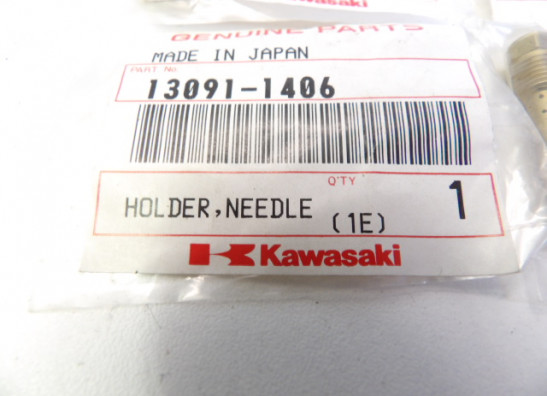 GENUINE PARTS
MADE IN JAPAN
PART No.
13091-1406
Q'TY
HOLDER,NEEDLE (1E) 1
Kawasaki